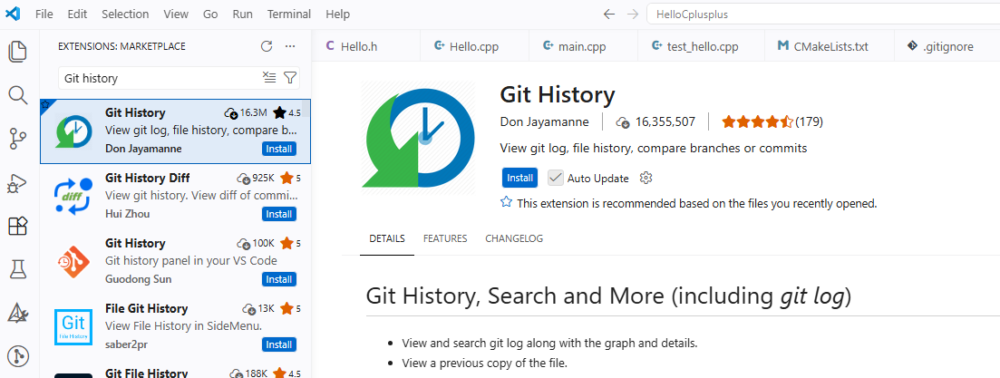 File Edit Selection View Go Run Terminal Help HelloCplusplus
EXTENSIONS: MARKETPLACE
Git history
Git History 16.3M 4.5
View git log, file history, compare b...
Don Jayamanne Install
Git History Diff 925K 5
View git history. View diff of commi...
Hui Zhou Install
Git History 100K 5
Git history panel in your VS Code
Guodong Sun Install
File Git History 13K 5
View File History in SideMenu.
saber2pr Install
Git File History 188K 4.5
diff
Git
File History
Hello.h Hello.cpp main.cpp test_hello.cpp CMakeLists.txt .gitignore
Git History
Don Jayamanne 16,355,507 (179)
View git log, file history, compare branches or commits
Install Auto Update
This extension is recommended based on the files you recently opened.
DETAILS FEATURES CHANGELOG
Git History, Search and More (including git log)
View and search git log along with the graph and details.
View a previous copy of the file.